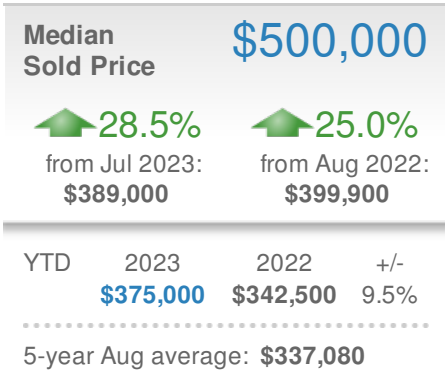 Median $500,000
Sold Price
28.5% 25.0%
from Jul 2023: from Aug 2022:
$389,000 $399,900
YTD 2023 2022 +/-
$375,000 $342,500 9.5%
5-year Aug average: $337,080